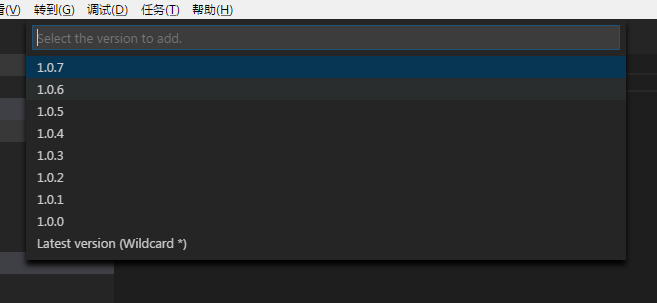 看(V) 转到(G) 调试(D) 任务(T) 帮助(H)
Select the version to add.
1.0.7
1.0.6
1.0.5
1.0.4
1.0.3
1.0.2
1.0.1
1.0.0
Latest version (Wildcard *)